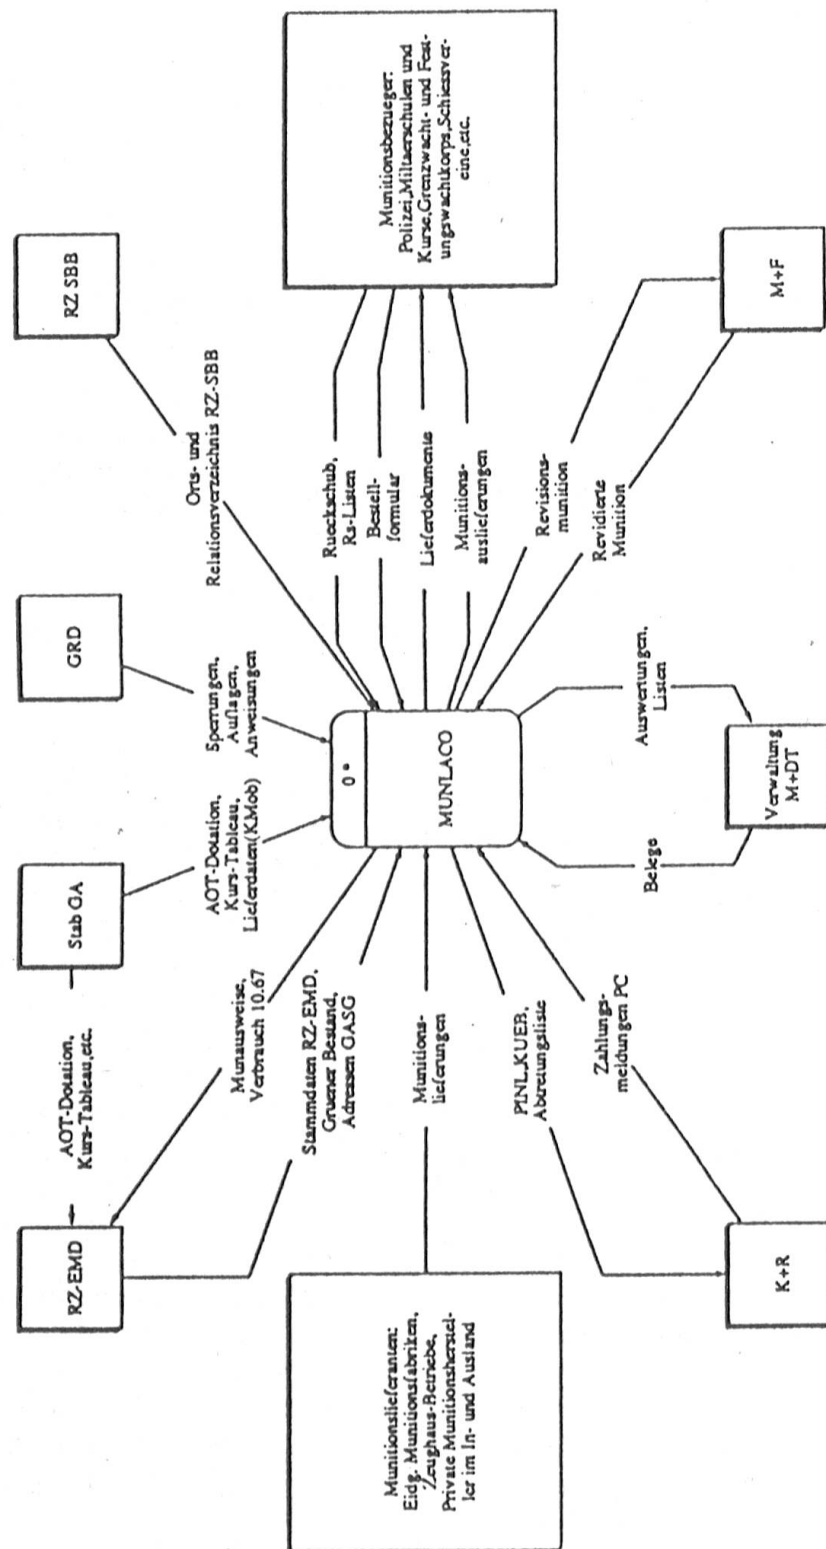 RZ-EMD
AOT-Dotation,
Kurs-Tableau,etc.
Stab GA
GRD
RZ SBB
Munausweise,
Verbrauch 10.67
Stammdaten RZ-EMD,
Gruener Bestand,
Adressen GASG
AOT-Dotation,
Kurs-Tableau,
Lieferdaten(KMob)
Sperrungen,
Auflagen,
Anweisungen
Orts- und
Relationsverzeichnis RZ-SBB
Munitionslieferanten:
Eidg. Munitionsfabriken,
Zeughaus-Betriebe,
Private Munitionsherstel-
ler im In- und Ausland
Munitions-
lieferungen
0 *
MUNLACO
Rueckschub,
Rs-Listen
Bestell-
formular
Lieferdokumente
Munitions-
auslieferungen
Munitionsbezueger:
Polizei,Militaerschulen und
Kurse,Grenzwacht- und Fest-
ungswachtkorps,Schiessver-
eine,etc.
PINL,KUEB,
Abtretungsliste
Zahlungs-
meldungen PC
Belege
Auswertungen,
Listen
Revisions-
munition
Revidierte
Munition
K+R
Verwaltung
M+DT
M+F